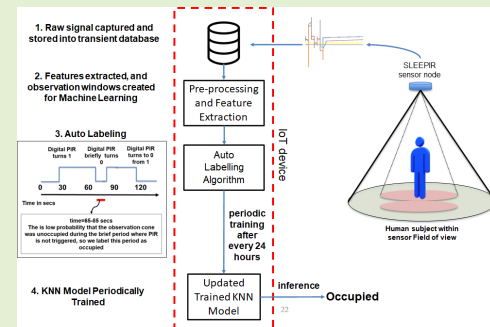 1. Raw signal captured and
stored into transient database
2. Features extracted, and
observation windows created
for Machine Learning
3. Auto Labeling
Digital PIR
turns 1
Digital PIR
briefly turns
0
Digital PIR
turns to 0
from 1
0 30 60 90 120
Time in secs
time=65-85 secs
The is low probability that the observation cone
was unoccupied during the brief period where PIR
is not triggered, so we label this period as
occupied
4. KNN Model Periodically
Trained
Pre-processing
and Feature
Extraction
Auto
Labelling
Algorithm
periodic
training
after
every 24
hours
Updated
Trained KNN
Model
IoT device
inference
Occupied
22
SLEEPIR
sensor node
Human subject within
sensor Field of view